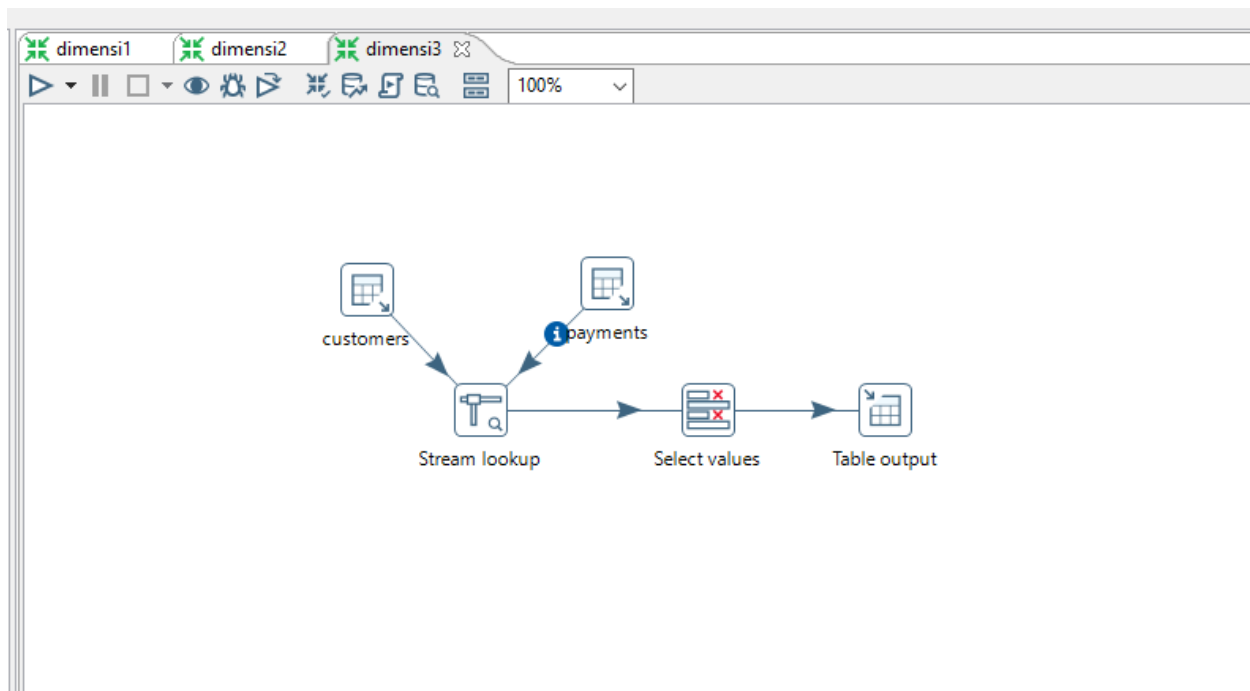 dimensi1
dimensi2
dimensi3
100%
customers
payments
Stream lookup
Select values
Table output